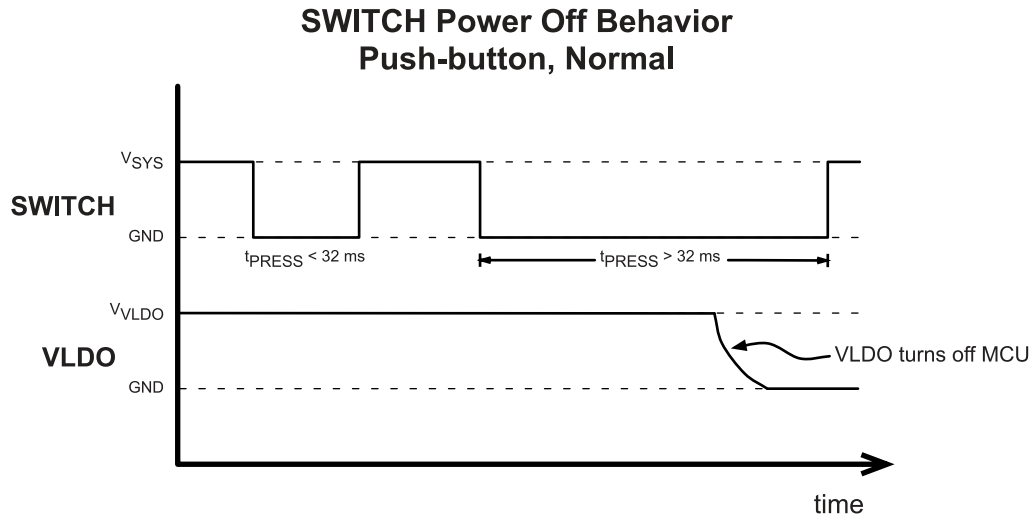 SWITCH Power Off Behavior
Push-button, Normal
VSYS
SWITCH
GND
tPRESS < 32 ms
tPRESS > 32 ms
VVLDO
VLDO
VLDO turns off MCU
GND
time